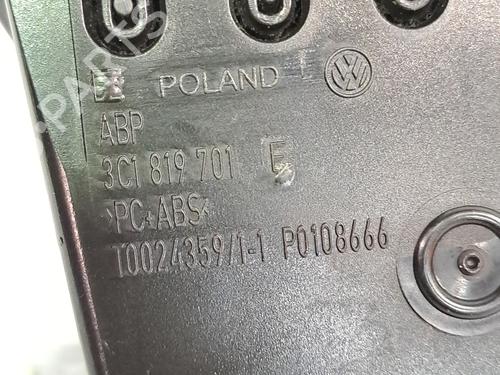 POLAND
ABP
3C1 819 701 E
>PC+ABS<
T0024359/1-1 P0108666